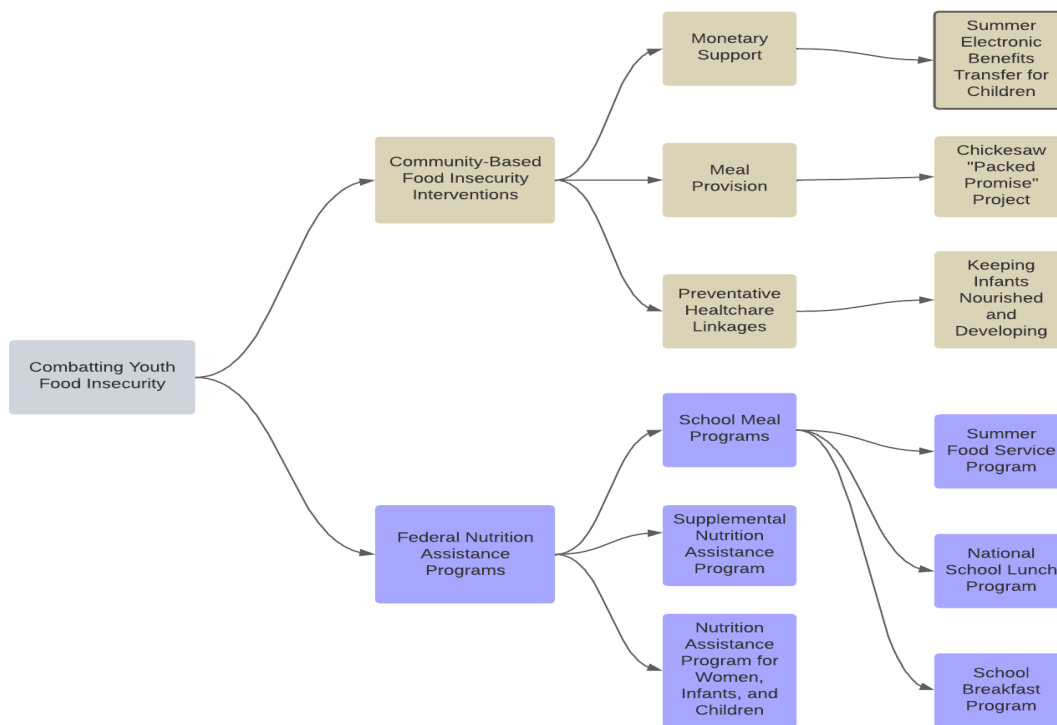 Combatting Youth
Food Insecurity
Community-Based
Food Insecurity
Interventions
Monetary
Support
Summer
Electronic
Benefits
Transfer for
Children
Meal
Provision
Chickesaw
"Packed
Promise"
Project
Preventative
Healtchare
Linkages
Keeping
Infants
Nourished
and
Developing
Federal Nutrition
Assistance
Programs
School Meal
Programs
Summer
Food Service
Program
National
School Lunch
Program
School
Breakfast
Program
Supplemental
Nutrition
Assistance
Program
Nutrition
Assistance
Program for
Women,
Infants, and
Children